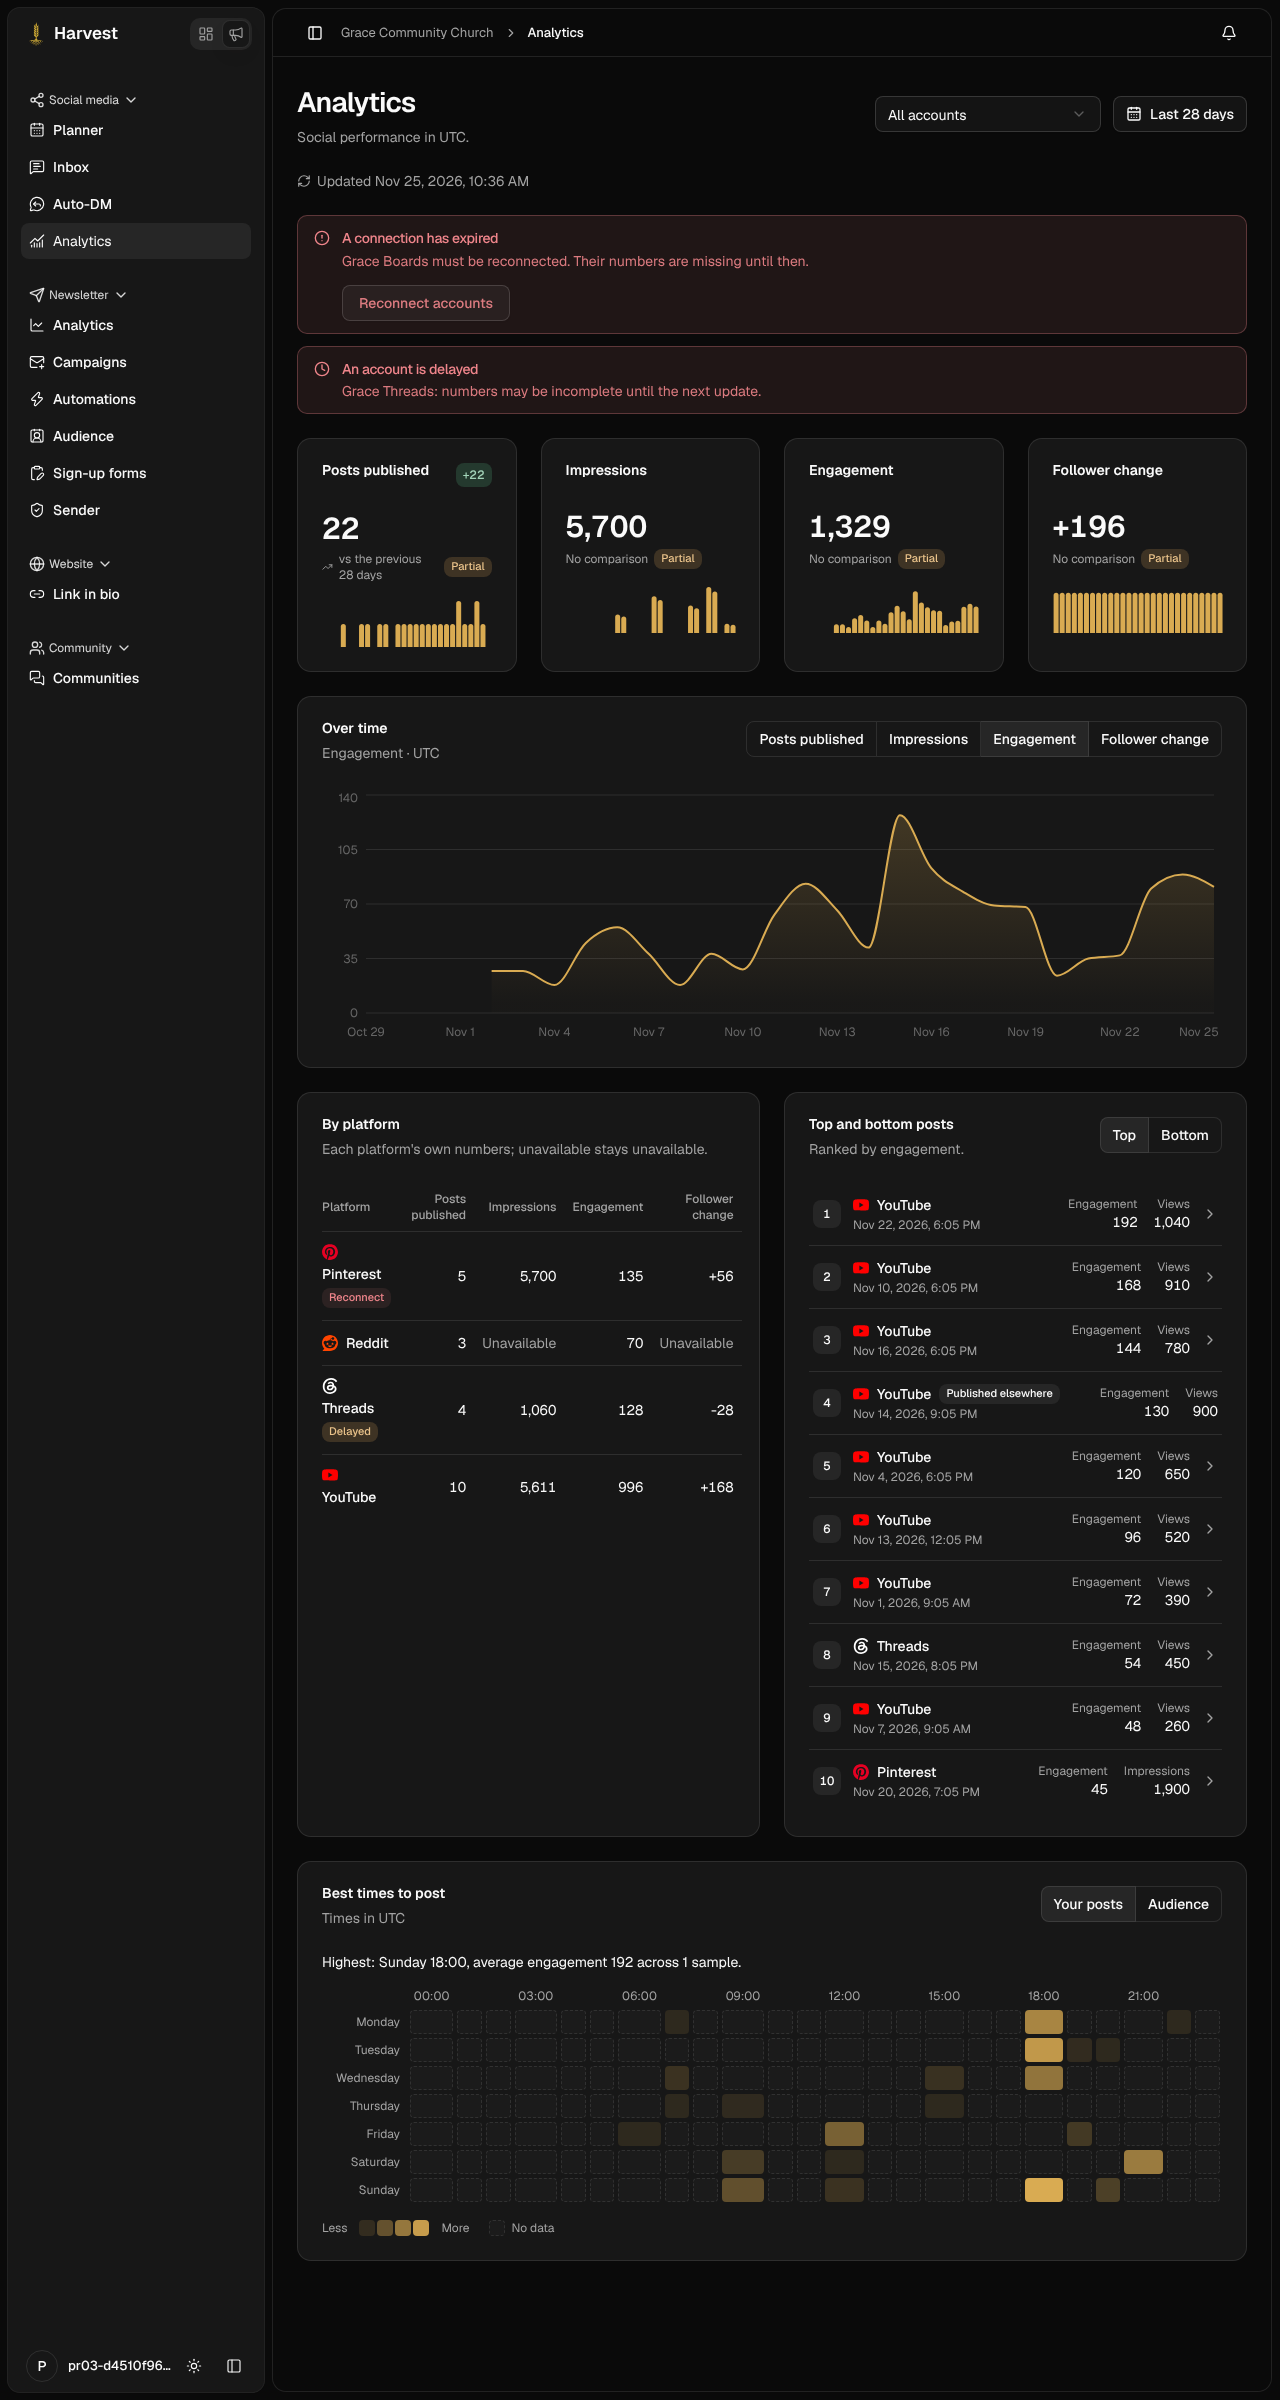 Harvest
Social media
Planner
Inbox
Auto-DM
Analytics
Newsletter
Analytics
Campaigns
Automations
Audience
Sign-up forms
Sender
Website
Link in bio
Community
Communities
pr03-d4510f96...
P
Grace Community Church > Analytics
Analytics
Social performance in UTC.
All accounts
Last 28 days
Updated Nov 25, 2026, 10:36 AM
A connection has expired
Grace Boards must be reconnected. Their numbers are missing until then.
Reconnect accounts
An account is delayed
Grace Threads: numbers may be incomplete until the next update.
Posts published
+22
22
vs the previous
28 days
Partial
Impressions
5,700
No comparison
Partial
Engagement
1,329
No comparison
Partial
Follower change
+196
No comparison
Partial
Over time
Engagement · UTC
Posts published
Impressions
Engagement
Follower change
140
105
70
35
0
Oct 29
Nov 1
Nov 4
Nov 7
Nov 10
Nov 13
Nov 16
Nov 19
Nov 22
Nov 25
By platform
Each platform's own numbers; unavailable stays unavailable.
Platform
Posts
published
Impressions
Engagement
Follower
change
Pinterest
Reconnect
5
5,700
135
+56
Reddit
3
Unavailable
70
Unavailable
Threads
Delayed
4
1,060
128
-28
YouTube
10
5,611
996
+168
Top and bottom posts
Ranked by engagement.
Top
Bottom
1
YouTube
Nov 22, 2026, 6:05 PM
Engagement
192
Views
1,040
2
YouTube
Nov 10, 2026, 6:05 PM
Engagement
168
Views
910
3
YouTube
Nov 16, 2026, 6:05 PM
Engagement
144
Views
780
4
YouTube
Published elsewhere
Nov 14, 2026, 9:05 PM
Engagement
130
Views
900
5
YouTube
Nov 4, 2026, 6:05 PM
Engagement
120
Views
650
6
YouTube
Nov 13, 2026, 12:05 PM
Engagement
96
Views
520
7
YouTube
Nov 1, 2026, 9:05 AM
Engagement
72
Views
390
8
Threads
Nov 15, 2026, 8:05 PM
Engagement
54
Views
450
9
YouTube
Nov 7, 2026, 9:05 AM
Engagement
48
Views
260
10
Pinterest
Nov 20, 2026, 7:05 PM
Engagement
45
Impressions
1,900
Best times to post
Times in UTC
Your posts
Audience
Highest: Sunday 18:00, average engagement 192 across 1 sample.
00:00
03:00
06:00
09:00
12:00
15:00
18:00
21:00
Monday
Tuesday
Wednesday
Thursday
Friday
Saturday
Sunday
Less
More
No data